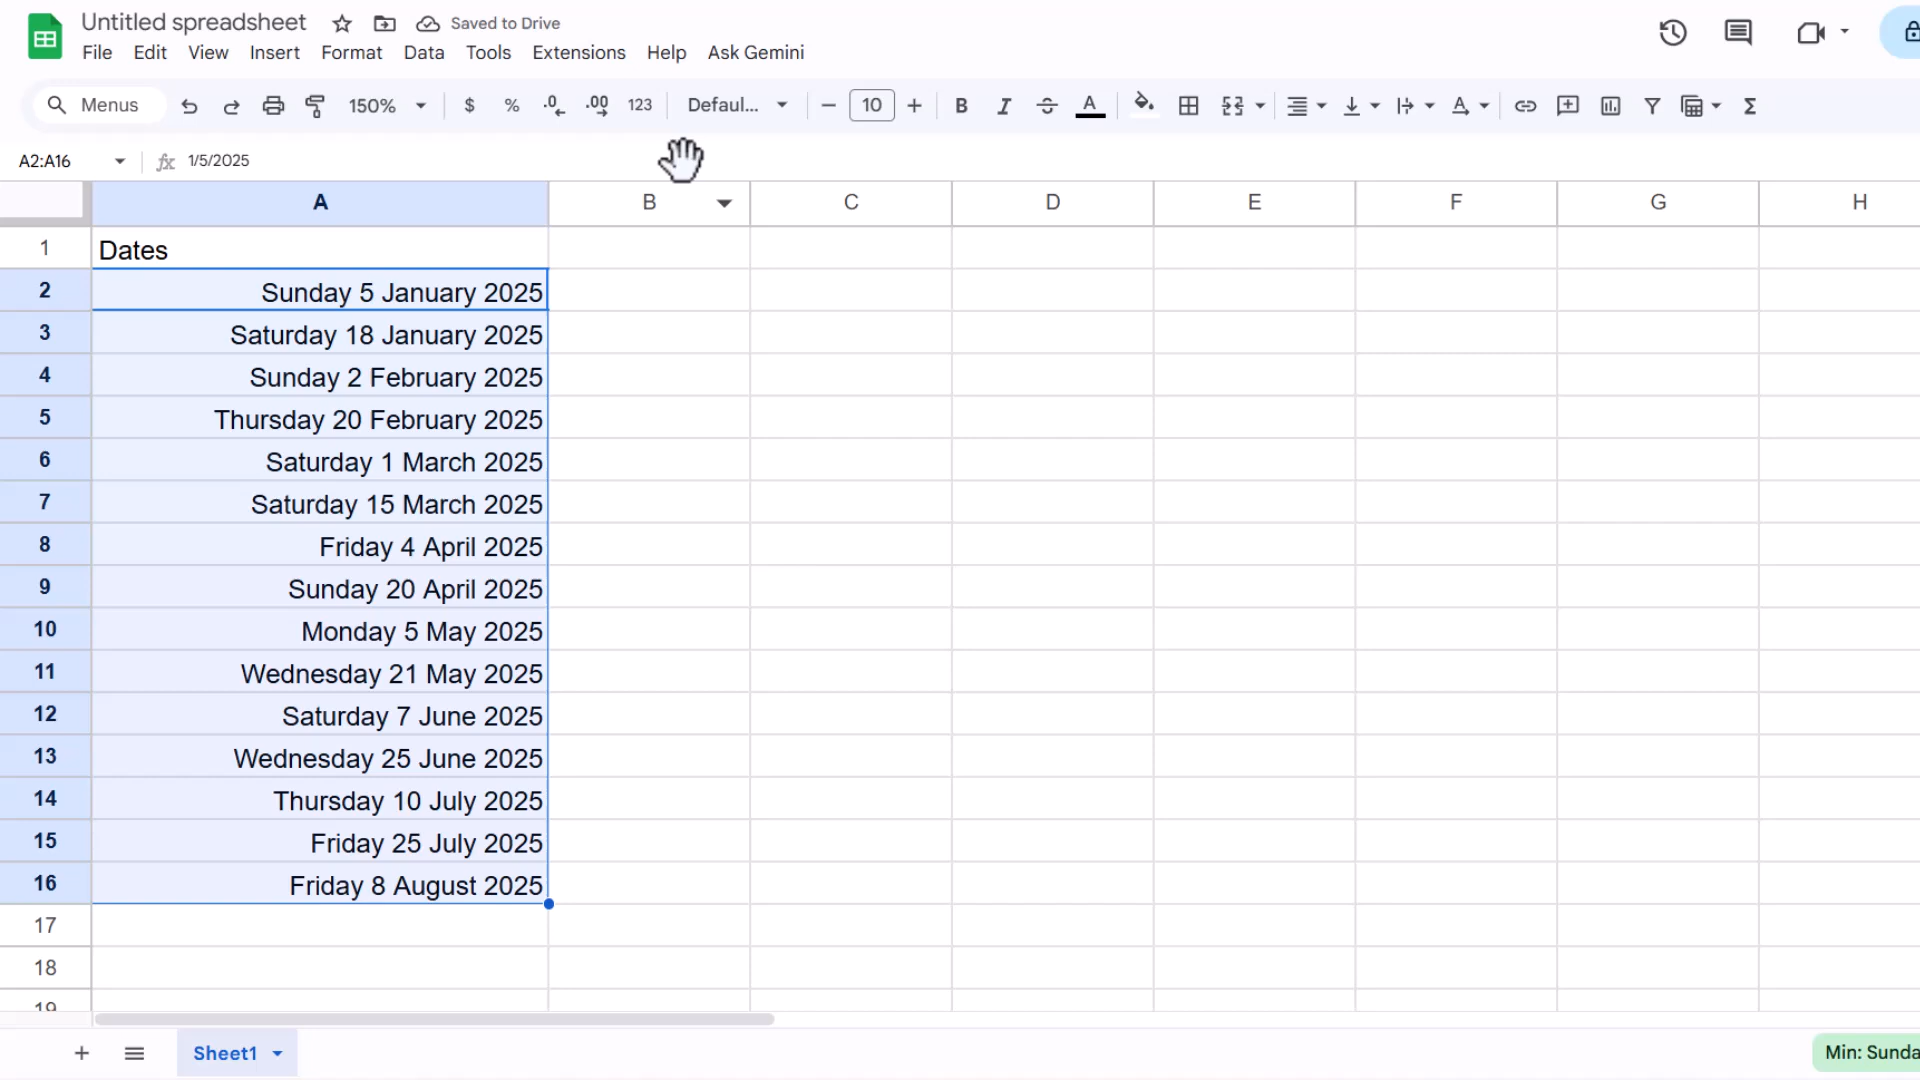 Untitled spreadsheet Saved to Drive
File Edit View Insert Format Data Tools Extensions Help Ask Gemini
Menus 150% $ % .0 .00 123 Defaul... 10 B I A A Σ
A2:A16 fx 1/5/2025
A B C D E F G H
1 Dates
2 Sunday 5 January 2025
3 Saturday 18 January 2025
4 Sunday 2 February 2025
5 Thursday 20 February 2025
6 Saturday 1 March 2025
7 Saturday 15 March 2025
8 Friday 4 April 2025
9 Sunday 20 April 2025
10 Monday 5 May 2025
11 Wednesday 21 May 2025
12 Saturday 7 June 2025
13 Wednesday 25 June 2025
14 Thursday 10 July 2025
15 Friday 25 July 2025
16 Friday 8 August 2025
17
18
19
+ Sheet1 Min: Sunda